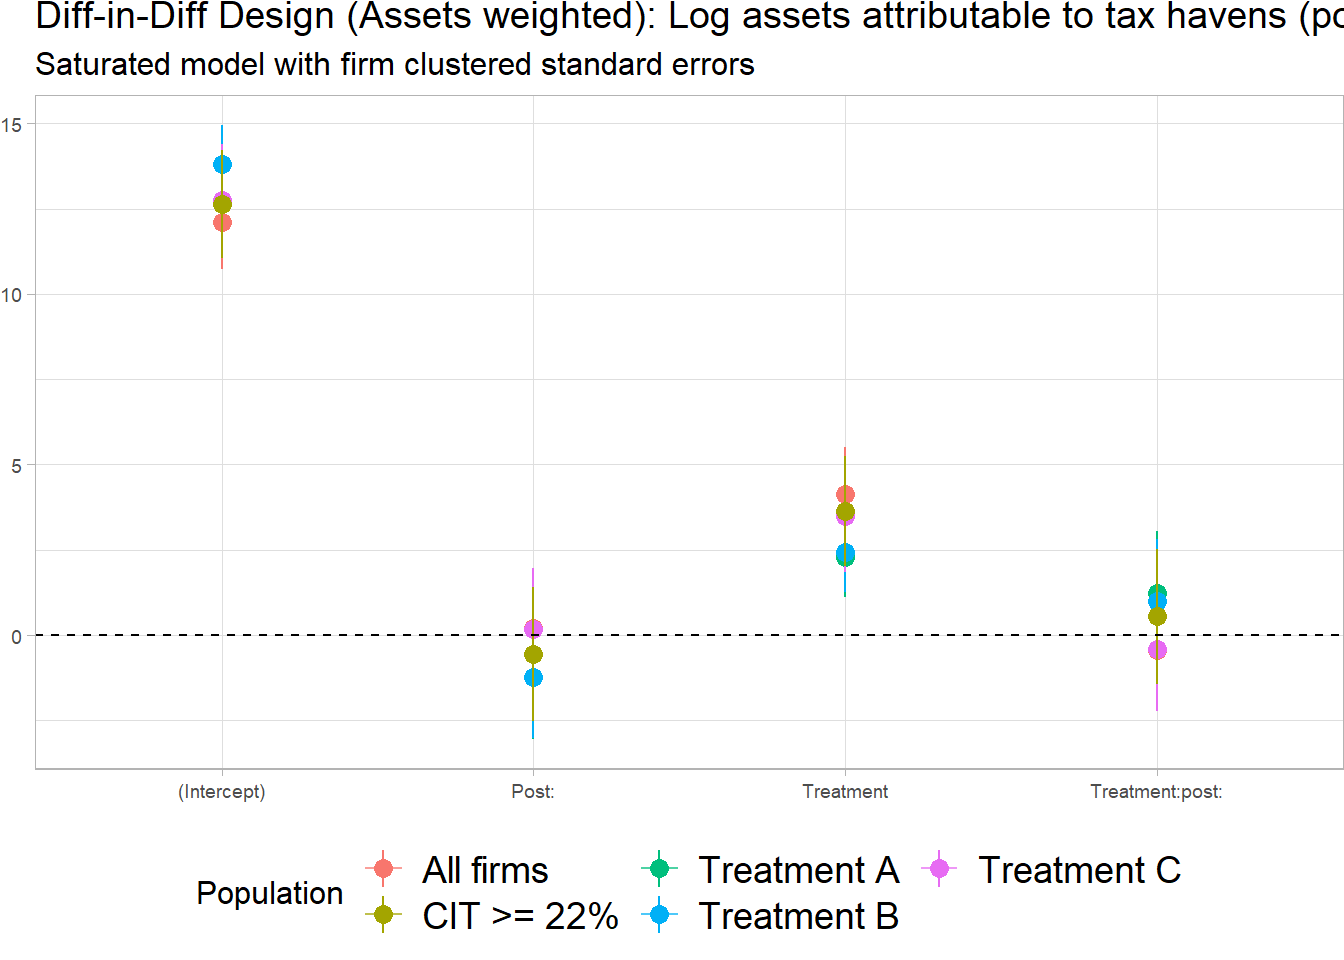 Diff-in-Diff Design (Assets weighted): Log assets attributable to tax havens (po
Saturated model with firm clustered standard errors
15
10
5
0
(Intercept) Post: Treatment Treatment:post:
Population All firms Treatment A Treatment C
CIT >= 22% Treatment B